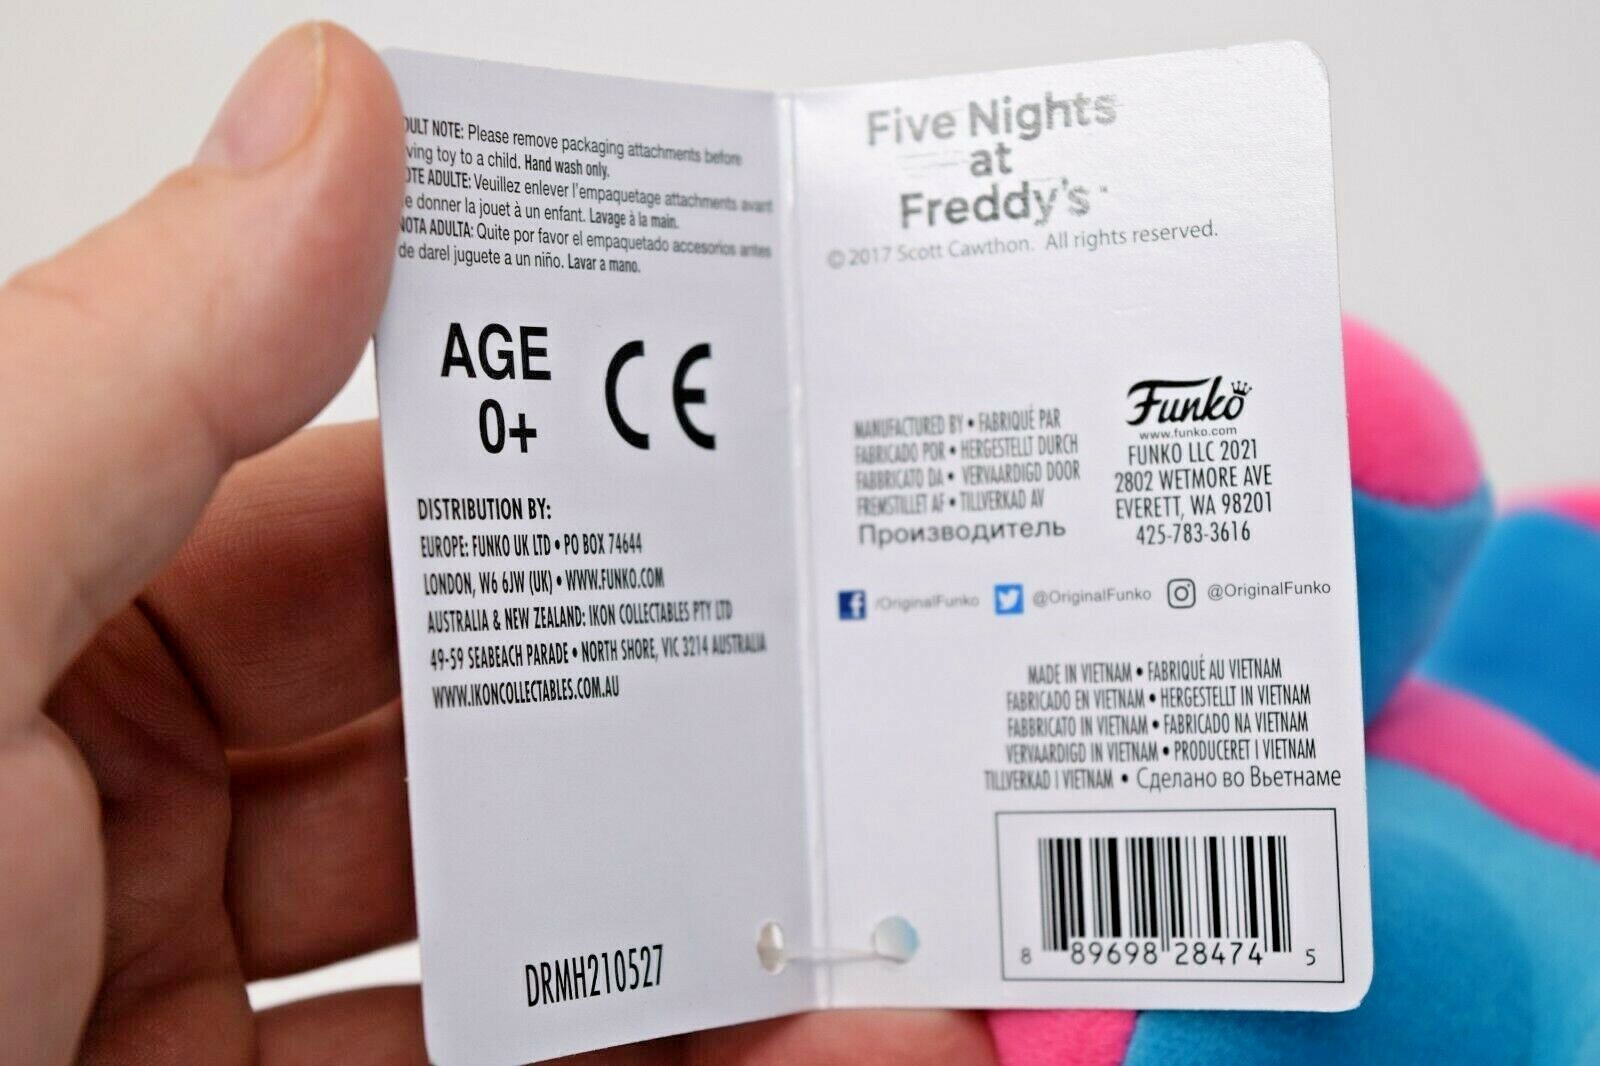 ULT NOTE: Please remove packaging attachments before
ving toy to a child. Hand wash only.
OTE ADULTE: Veuillez enlever l'empaquetage attachments avant
e donner la jouet à un enfant. Lavage à la main.
NOTA ADULTA: Quite por favor el empaquetado accesorios antes
de darel juguete a un niño. Lavar a mano.
AGE
0+
CE
DISTRIBUTION BY:
EUROPE: FUNKO UK LTD • PO BOX 74644
LONDON, W6 6JW (UK) • WWW.FUNKO.COM
AUSTRALIA & NEW ZEALAND: IKON COLLECTABLES PTY LTD
49-59 SEABEACH PARADE • NORTH SHORE, VIC 3214 AUSTRALIA
WWW.IKONCOLLECTABLES.COM.AU
DRMH210527
Five Nights
at
Freddy's
© 2017 Scott Cawthon. All rights reserved.
MANUFACTURED BY • FABRIQUÉ PAR
FABRICADO POR • HERGESTELLT DURCH
FABBRICATO DA • VERVAARDIGD DOOR
FREMSTILLET AF • TILLVERKAD AV
Производитель
Funko
www.funko.com
FUNKO LLC 2021
2802 WETMORE AVE
EVERETT, WA 98201
425-783-3616
f /OriginalFunko @OriginalFunko @OriginalFunko
MADE IN VIETNAM • FABRIQUÉ AU VIETNAM
FABRICADO EN VIETNAM • HERGESTELLT IN VIETNAM
FABBRICATO IN VIETNAM • FABRICADO NA VIETNAM
VERVAARDIGD IN VIETNAM • PRODUCERET I VIETNAM
TILLVERKAD I VIETNAM • Сделано во Вьетнаме
8 89698 28474 5